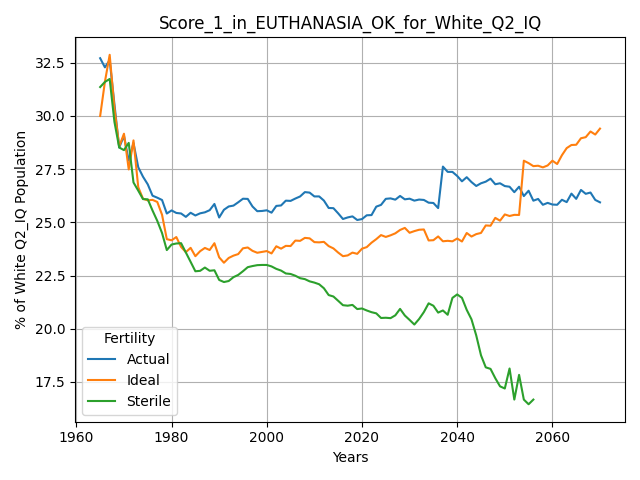 Score_1_in_EUTHANASIA_OK_for_White_Q2_IQ
% of White Q2_IQ Population
32.5
30.0
27.5
25.0
22.5
20.0
17.5
Fertility
Actual
Ideal
Sterile
1960
1980
2000
2020
2040
2060
Years